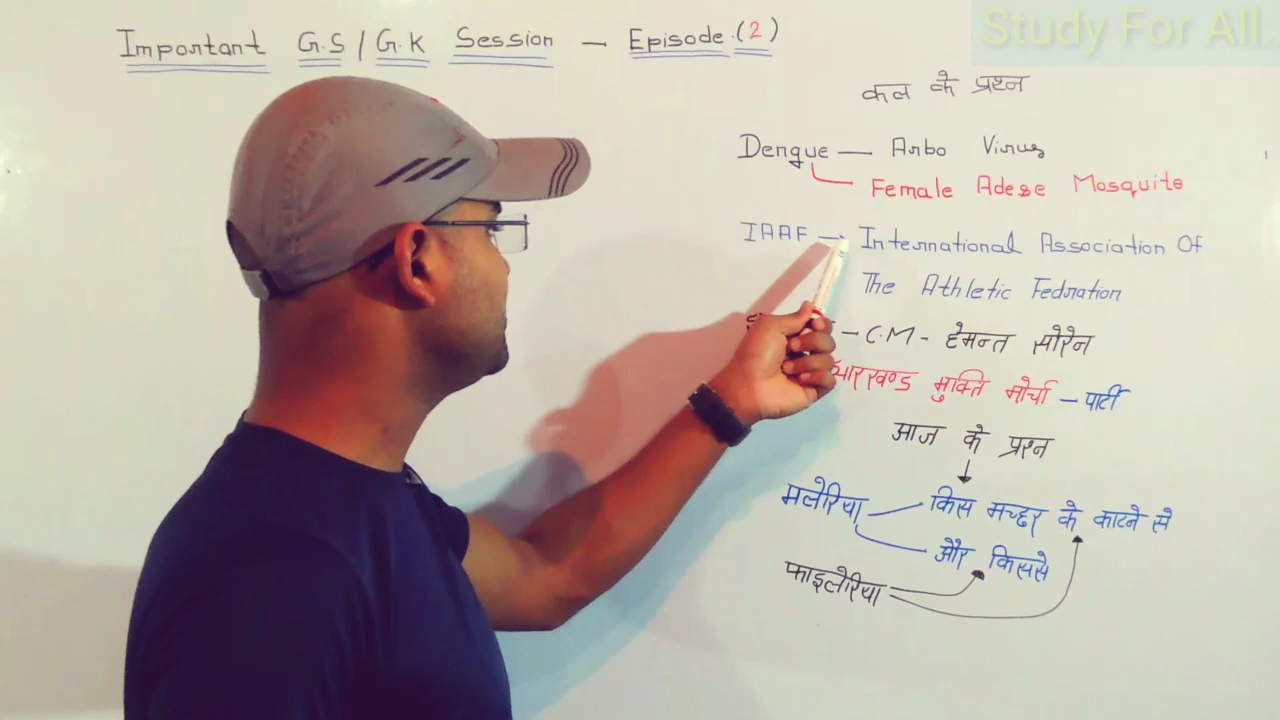 Important G.S / G.K Session – Episode.(2)
Study For All.
कल के प्रश्न
Dengue — Arbo Virus
Female Adese Mosquito
IAAF → International Association Of
The Athletic Fedration
– C.M - हेमन्त सोरेन
झारखण्ड मुक्ति मोर्चा – पार्टी
आज के प्रश्न
मलेरिया किस मच्छर के काटने से
और किससे
फाइलेरिया